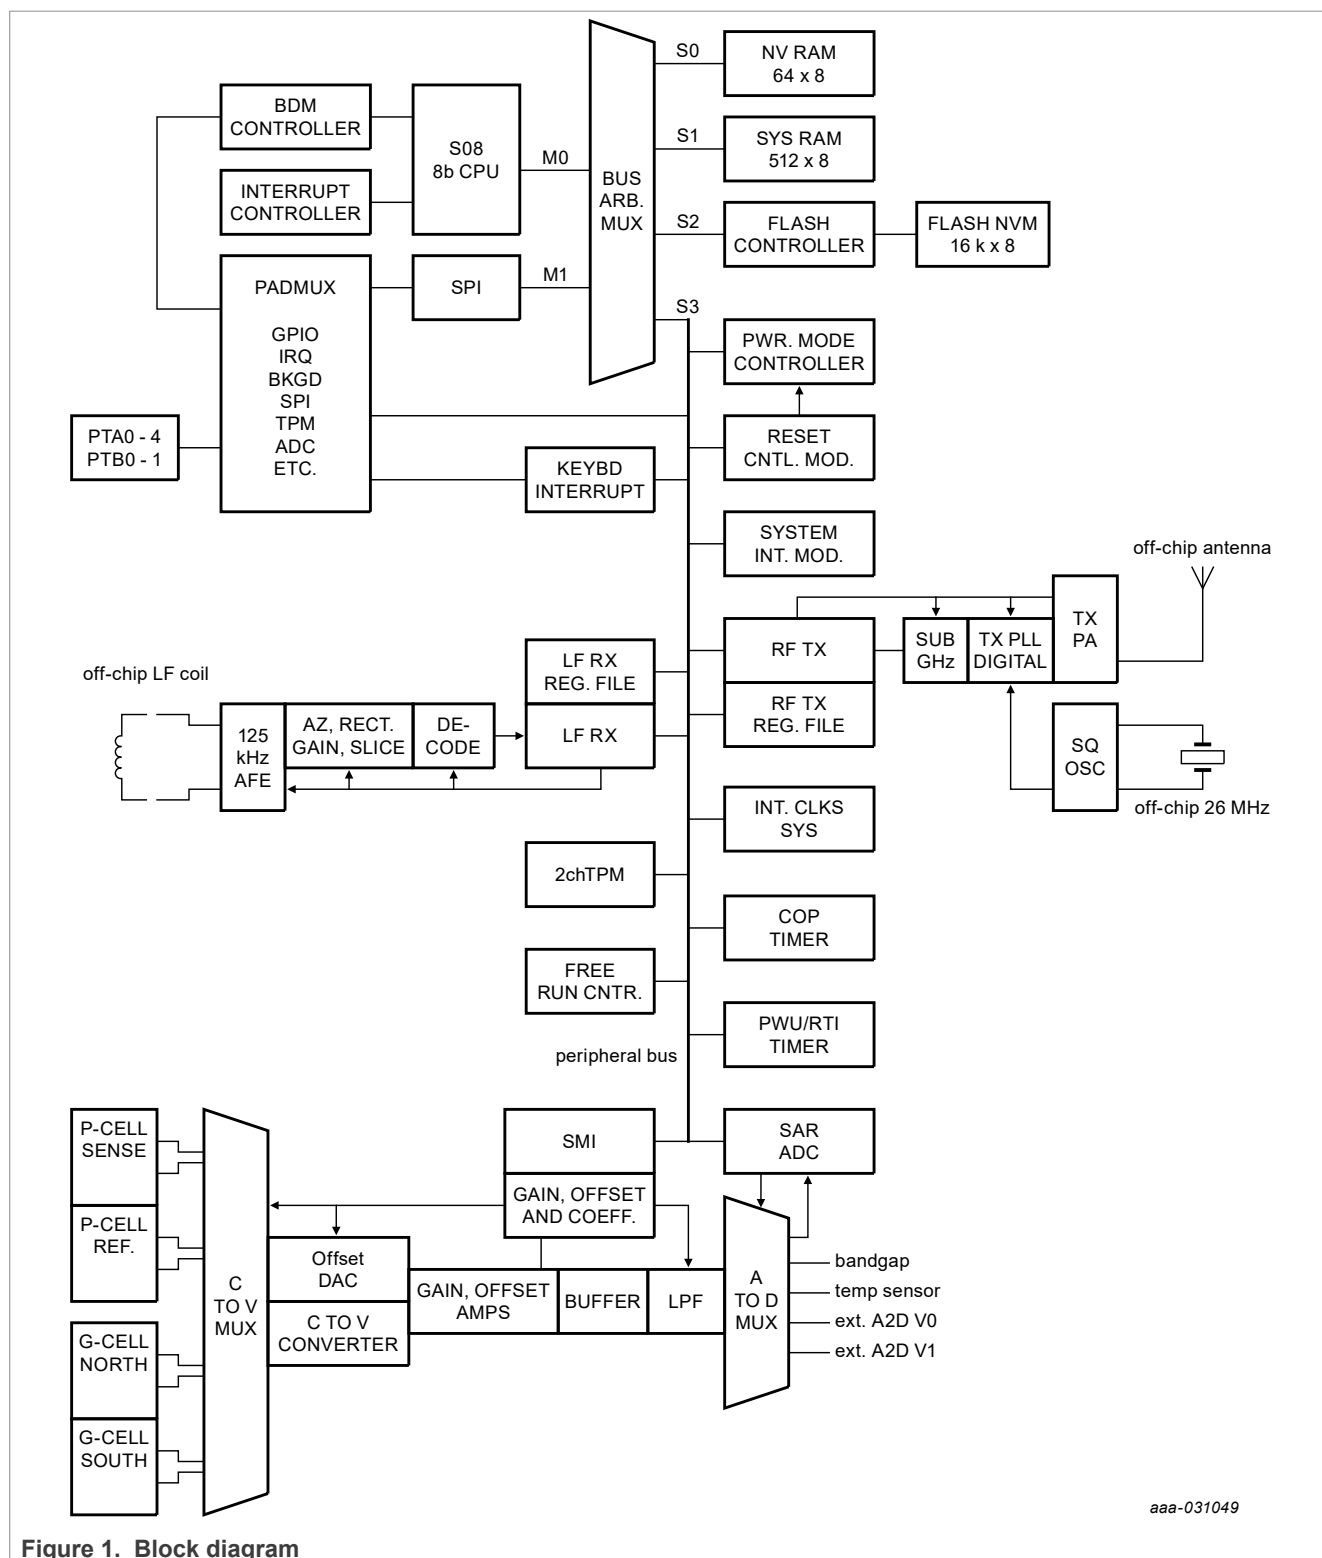 S0
NV RAM
64 x 8
BDM
CONTROLLER
S08
8b CPU
M0
BUS
ARB.
MUX
S1
SYS RAM
512 x 8
INTERRUPT
CONTROLLER
S2
FLASH
CONTROLLER
FLASH NVM
16 k x 8
PADMUX
GPIO
IRQ
BKGD
SPI
TPM
ADC
ETC.
SPI
M1
S3
PWR. MODE
CONTROLLER
PTA0 - 4
PTB0 - 1
RESET
CNTL. MOD.
KEYBD
INTERRUPT
SYSTEM
INT. MOD.
off-chip antenna
TX
PA
RF TX
SUB
GHz
TX PLL
DIGITAL
LF RX
REG. FILE
RF TX
REG. FILE
off-chip LF coil
125
kHz
AFE
AZ, RECT.
GAIN, SLICE
DE-
CODE
LF RX
SQ
OSC
off-chip 26 MHz
INT. CLKS
SYS
2chTPM
COP
TIMER
FREE
RUN CNTR.
PWU/RTI
TIMER
peripheral bus
P-CELL
SENSE
SMI
SAR
ADC
GAIN, OFFSET
AND COEFF.
P-CELL
REF.
C
TO V
MUX
Offset
DAC
C TO V
CONVERTER
GAIN, OFFSET
AMPS
BUFFER
LPF
A
TO D
MUX
bandgap
temp sensor
ext. A2D V0
ext. A2D V1
G-CELL
NORTH
G-CELL
SOUTH
aaa-031049
Figure 1. Block diagram